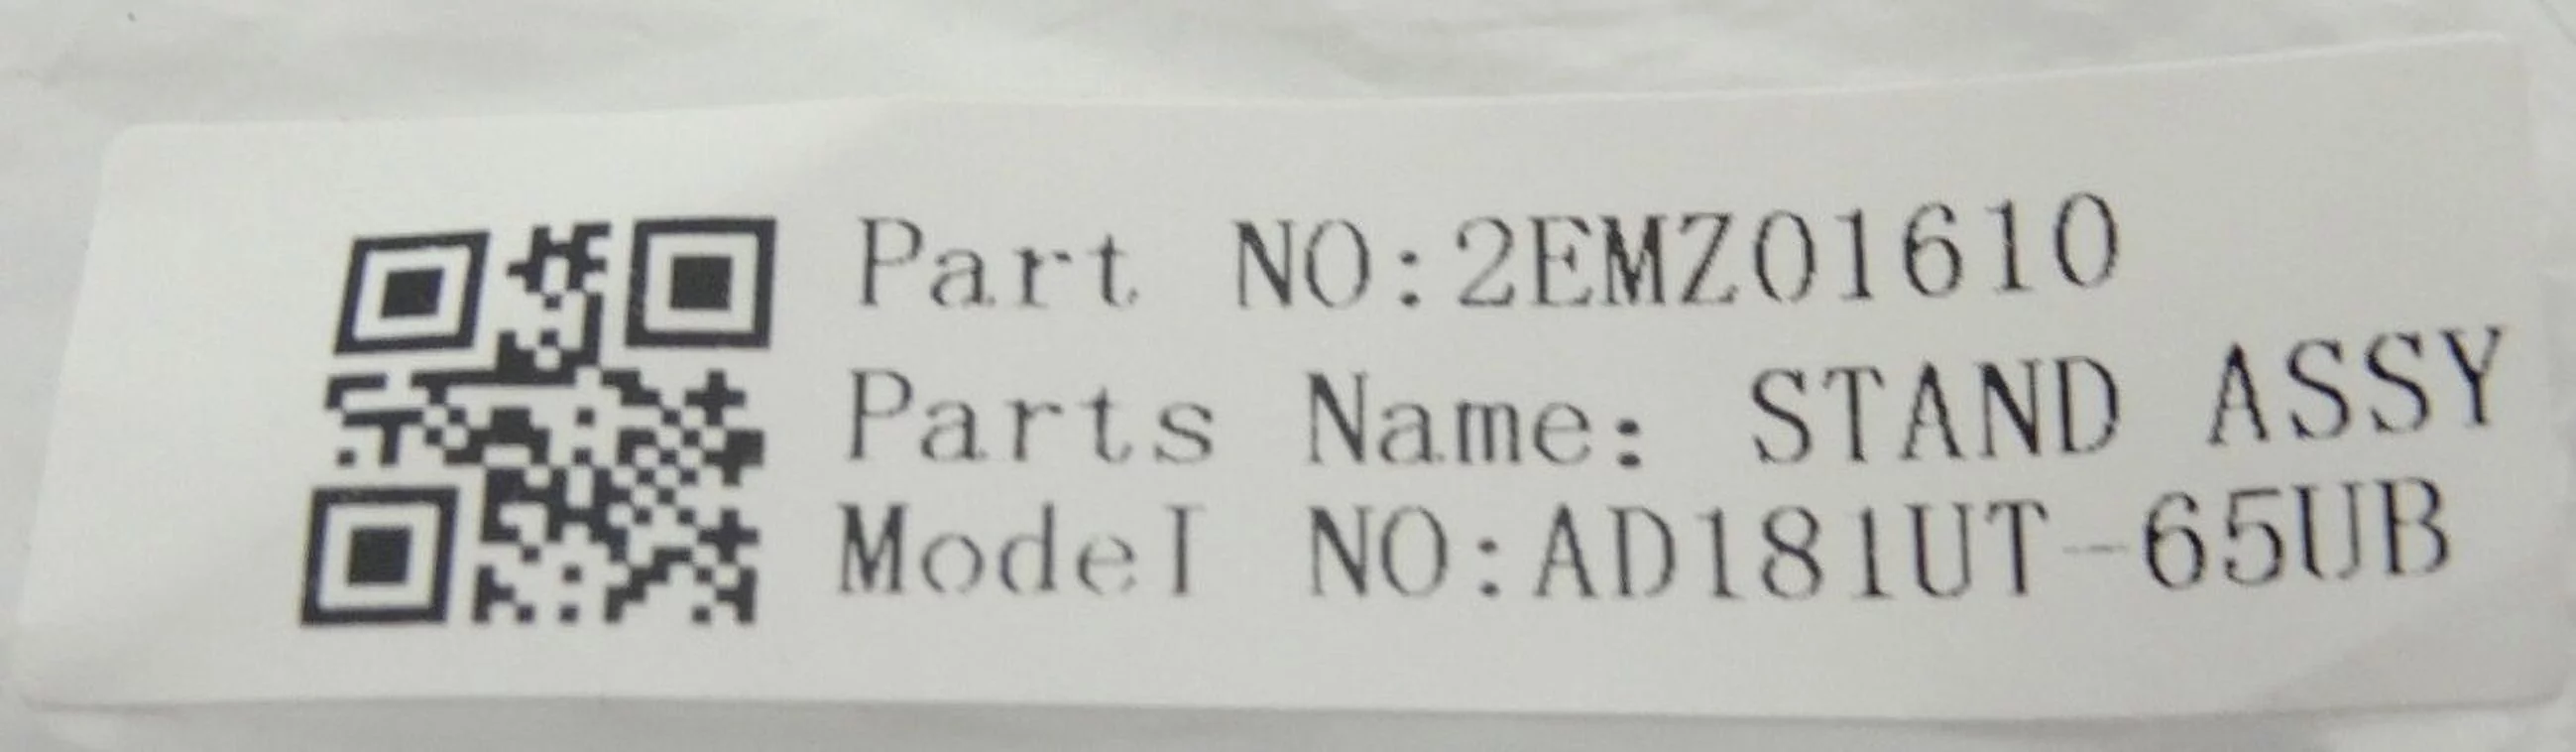 Part NO:2EMZ01610
Parts Name: STAND ASSY
Model NO:AD181UT-65UB